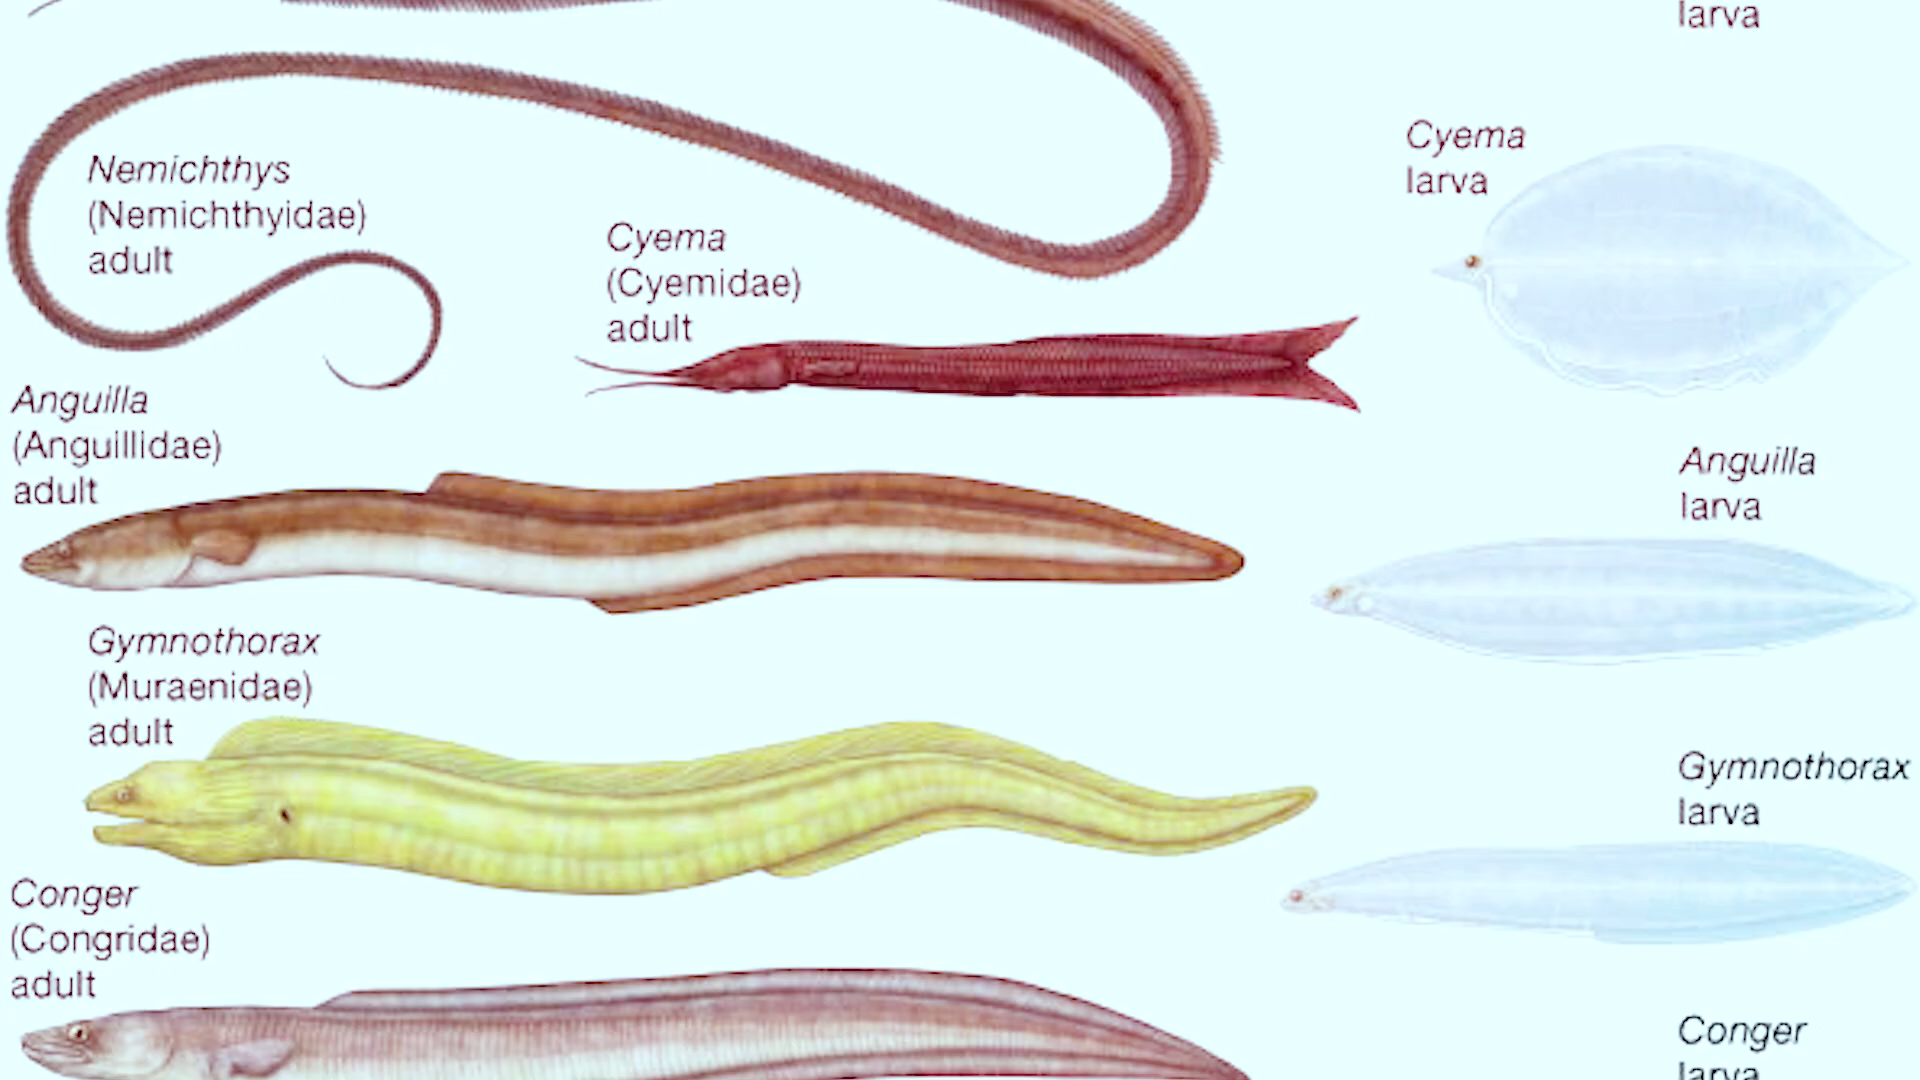 larva
Cyema
larva
Nemichthys
(Nemichthyidae)
adult
Cyema
(Cyemidae)
adult
Anguilla
(Anguillidae)
adult
Anguilla
larva
Gymnothorax
(Muraenidae)
adult
Gymnothorax
larva
Conger
(Congridae)
adult
Conger
larva